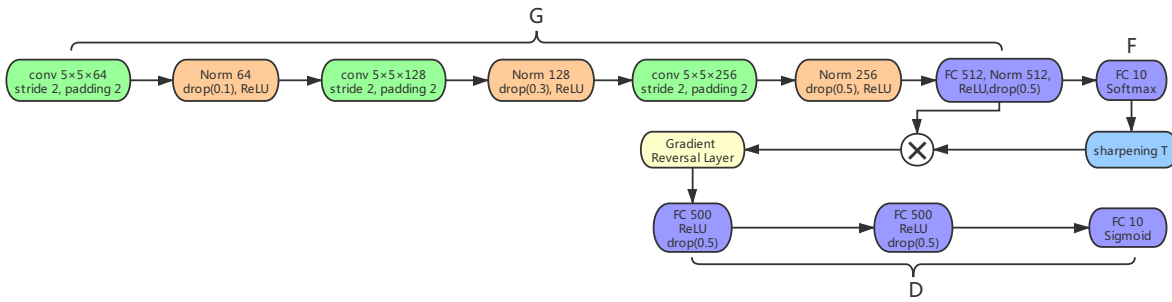 G
F
conv 5×5×64
stride 2, padding 2
Norm 64
drop(0.1), ReLU
conv 5×5×128
stride 2, padding 2
Norm 128
drop(0.3), ReLU
conv 5×5×256
stride 2, padding 2
Norm 256
drop(0.5), ReLU
FC 512, Norm 512,
ReLU,drop(0.5)
FC 10
Softmax
Gradient
Reversal Layer
sharpening T
FC 500
ReLU
drop(0.5)
FC 500
ReLU
drop(0.5)
FC 10
Sigmoid
D